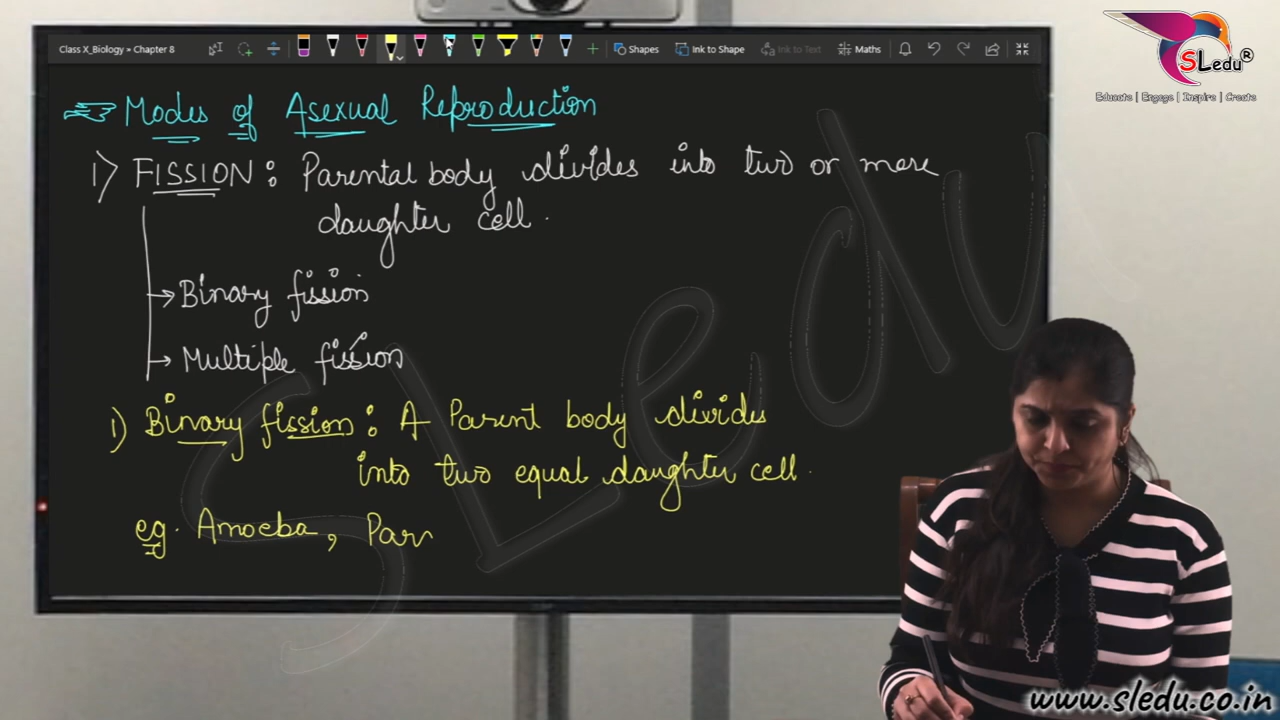 Class X_Biology » Chapter 8
Shapes
Ink to Shape
Ink to Text
Maths
SLedu®
Educate | Engage | Inspire | Create
Modes of Asexual Reproduction
1) FISSION : Parental body divides into two or more
daughter cell.
→ Binary fission
→ Multiple fission
1) Binary fission : A Parent body divides
into two equal daughter cell.
eg. Amoeba, Par
SLedu
www.sledu.co.in